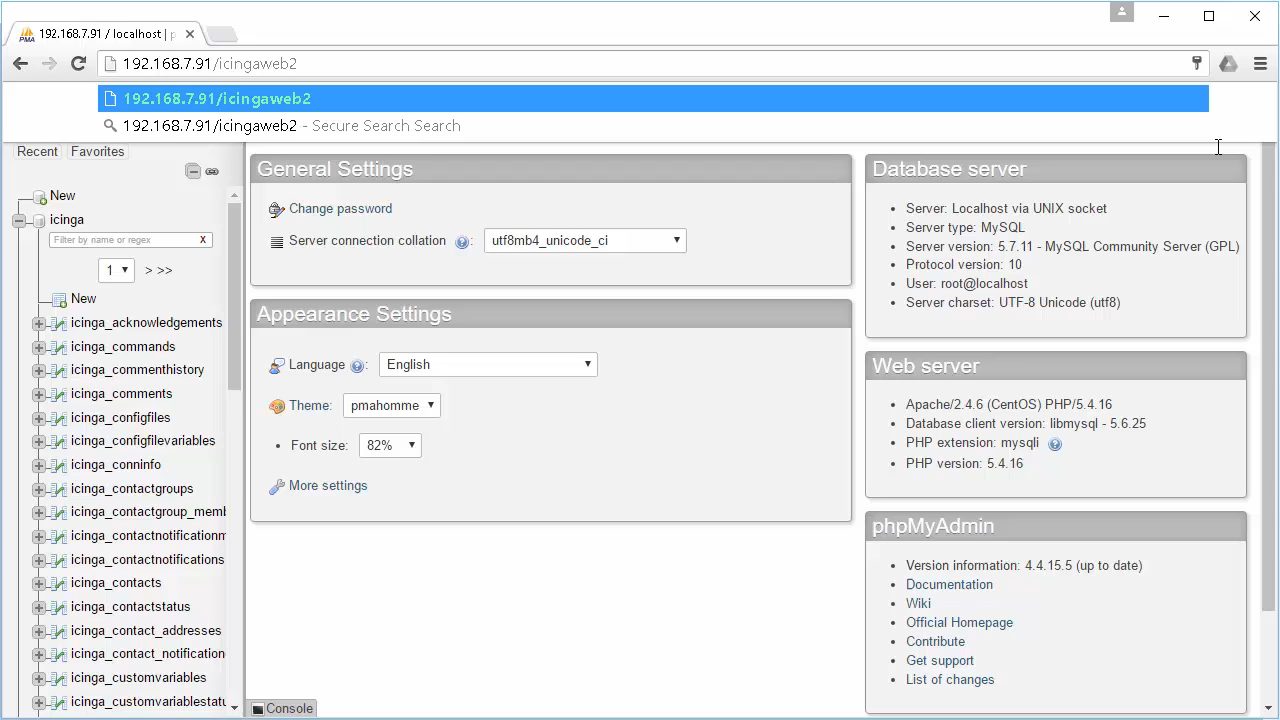 192.168.7.91 / localhost | p
192.168.7.91/icingaweb2
192.168.7.91/icingaweb2
192.168.7.91/icingaweb2 - Secure Search Search
Recent Favorites
New
icinga
Filter by name or regex X
1 > >>
New
icinga_acknowledgements
icinga_commands
icinga_commenthistory
icinga_comments
icinga_configfiles
icinga_configfilevariables
icinga_conninfo
icinga_contactgroups
icinga_contactgroup_memb
icinga_contactnotificationm
icinga_contactnotifications
icinga_contacts
icinga_contactstatus
icinga_contact_addresses
icinga_contact_notification
icinga_customvariables
icinga_customvariablestatu
General Settings
Change password
Server connection collation : utf8mb4_unicode_ci
Appearance Settings
Language : English
Theme: pmahomme
• Font size: 82%
More settings
Console
Database server
• Server: Localhost via UNIX socket
• Server type: MySQL
• Server version: 5.7.11 - MySQL Community Server (GPL)
• Protocol version: 10
• User: root@localhost
• Server charset: UTF-8 Unicode (utf8)
Web server
• Apache/2.4.6 (CentOS) PHP/5.4.16
• Database client version: libmysql - 5.6.25
• PHP extension: mysqli
• PHP version: 5.4.16
phpMyAdmin
• Version information: 4.4.15.5 (up to date)
• Documentation
• Wiki
• Official Homepage
• Contribute
• Get support
• List of changes